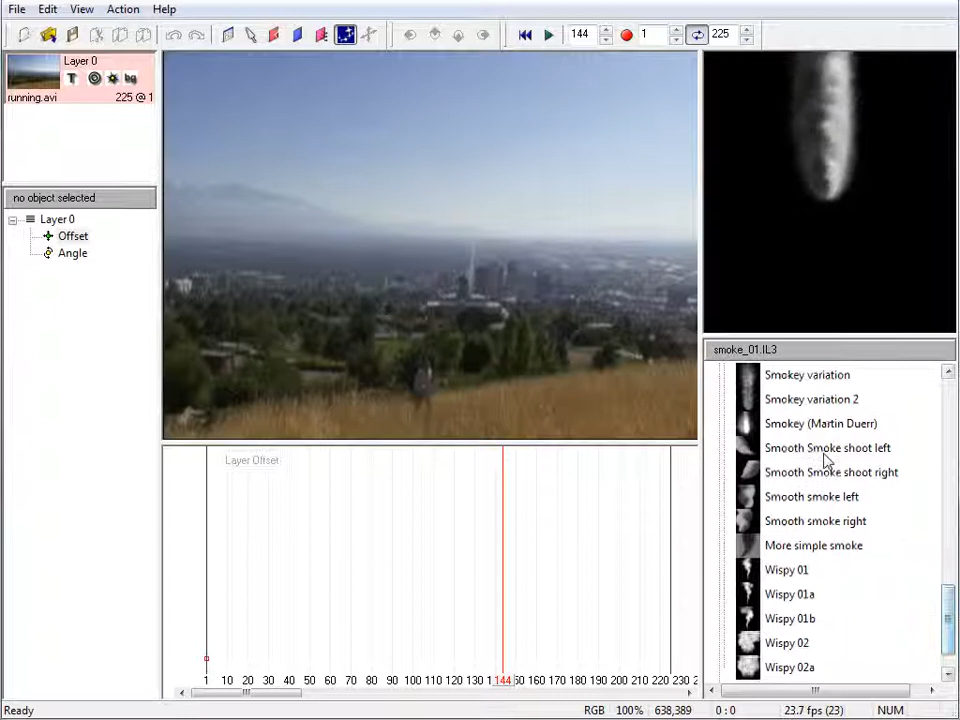 File Edit View Action Help
144 1 225
Layer 0
T bg
running.avi 225 @ 1
no object selected
Layer 0
Offset
Angle
smoke_01.IL3
Smokey variation
Smokey variation 2
Smokey (Martin Duerr)
Smooth Smoke shoot left
Smooth Smoke shoot right
Smooth smoke left
Smooth smoke right
More simple smoke
Wispy 01
Wispy 01a
Wispy 01b
Wispy 02
Wispy 02a
Layer Offset
1 10 20 30 40 50 60 70 80 90 100 110 120 130 144 160 170 180 190 200 210 220 230
Ready RGB 100% 638,389 0 : 0 23.7 fps (23) NUM